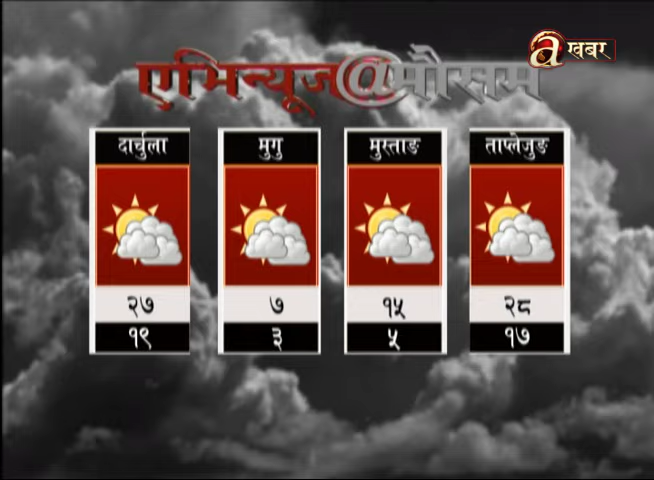 a खबर
एभिन्यूज@मौसम
दार्चुला मुगु मुस्ताङ ताप्लेजुङ
२७ ७ १५ २८
१९ ३ ५ १७